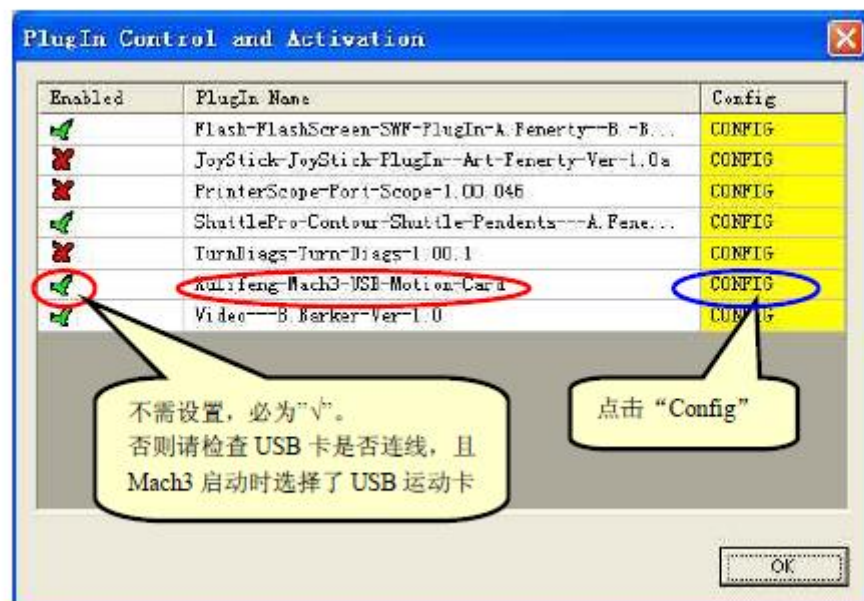 PlugIn Control and Activation
Enabled PlugIn Name Config
Flash-FlashScreen-SWF-PlugIn-A.Fenerty--B.-B... CONFIG
JoyStick-JoyStick-PlugIn--Art-Fenerty-Ver-1.0a CONFIG
PrinterScope-Port-Scope-1.00.046 CONFIG
ShuttlePro-Contour-Shuttle-Pendents---A.Fene... CONFIG
TurnDiags-Turn-Diags-1.00.1 CONFIG
XuLifeng-Mach3-USB-Motion-Card CONFIG
Video---B.Barker-Ver-1.0 CONFIG
不需设置，必为"√"。
否则请检查 USB 卡是否连线，且
Mach3 启动时选择了 USB 运动卡
点击“Config”
OK